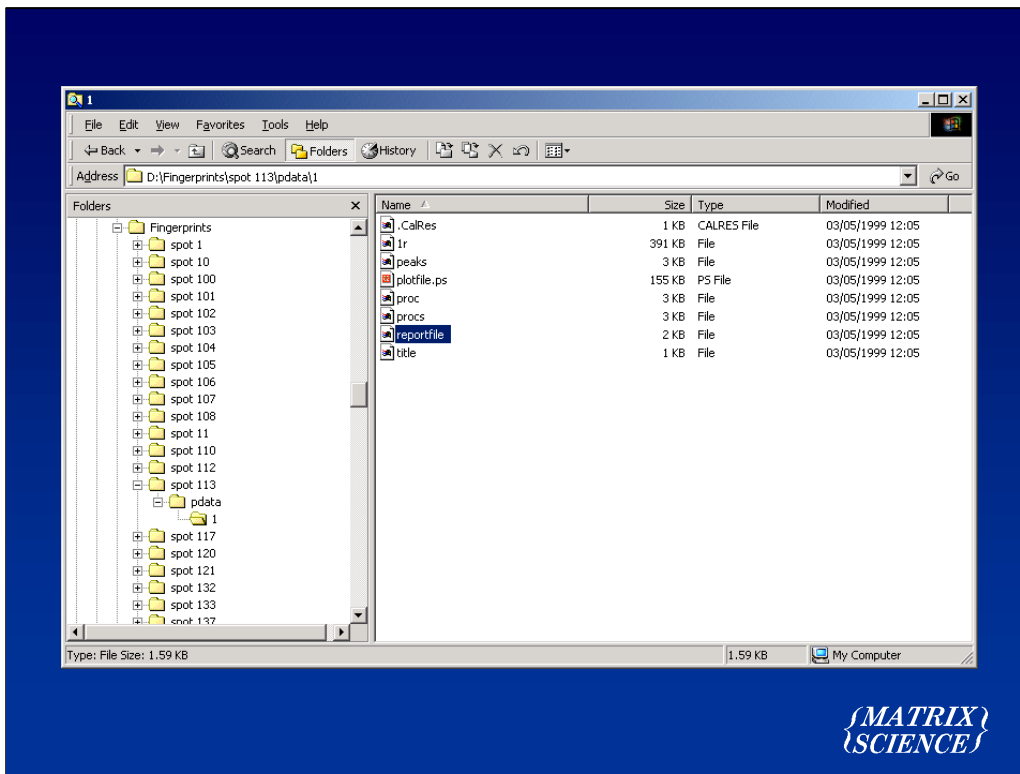 1
File Edit View Favorites Tools Help
Back Search Folders History
Address D:\Fingerprints\spot 113\pdata\1 Go
Folders
Fingerprints
spot 1
spot 10
spot 100
spot 101
spot 102
spot 103
spot 104
spot 105
spot 106
spot 107
spot 108
spot 11
spot 110
spot 112
spot 113
pdata
1
spot 117
spot 120
spot 121
spot 132
spot 133
spot 137
Name Size Type Modified
.CalRes 1 KB CALRES File 03/05/1999 12:05
1r 391 KB File 03/05/1999 12:05
peaks 3 KB File 03/05/1999 12:05
plotfile.ps 155 KB PS File 03/05/1999 12:05
proc 3 KB File 03/05/1999 12:05
procs 3 KB File 03/05/1999 12:05
reportfile 2 KB File 03/05/1999 12:05
title 1 KB File 03/05/1999 12:05
Type: File Size: 1.59 KB 1.59 KB My Computer
{MATRIX}
{SCIENCE}